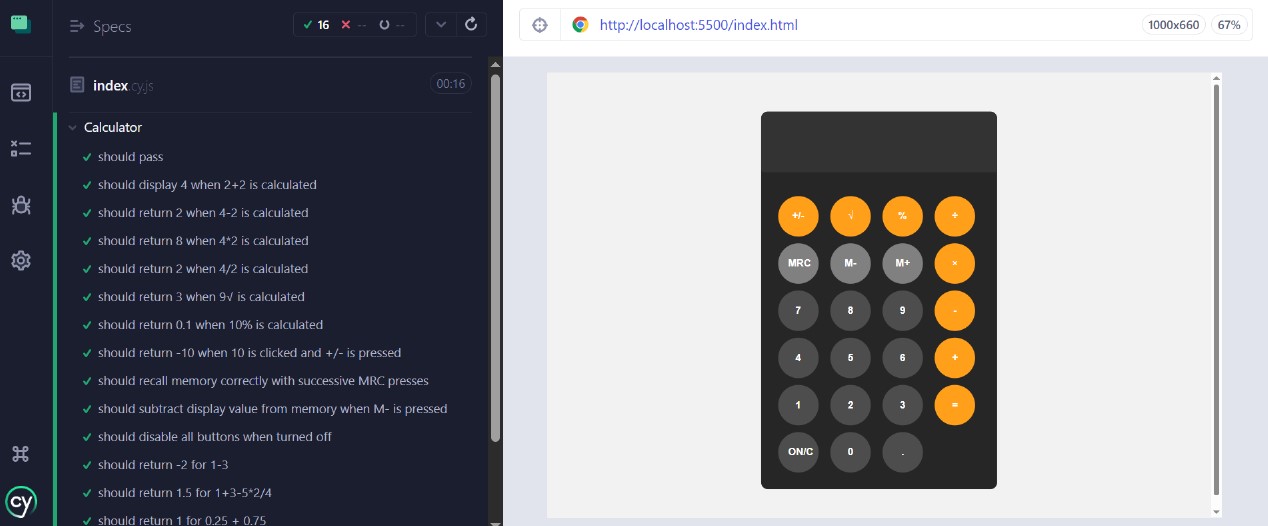 Specs
16
--
--
index.cy.js
00:16
Calculator
should pass
should display 4 when 2+2 is calculated
should return 2 when 4-2 is calculated
should return 8 when 4*2 is calculated
should return 2 when 4/2 is calculated
should return 3 when 9√ is calculated
should return 0.1 when 10% is calculated
should return -10 when 10 is clicked and +/- is pressed
should recall memory correctly with successive MRC presses
should subtract display value from memory when M- is pressed
should disable all buttons when turned off
should return -2 for 1-3
should return 1.5 for 1+3-5*2/4
should return 1 for 0.25 + 0.75
cy
http://localhost:5500/index.html
1000x660
67%
+/- √ % ÷
MRC M- M+ ×
7 8 9 -
4 5 6 +
1 2 3 =
ON/C 0 .